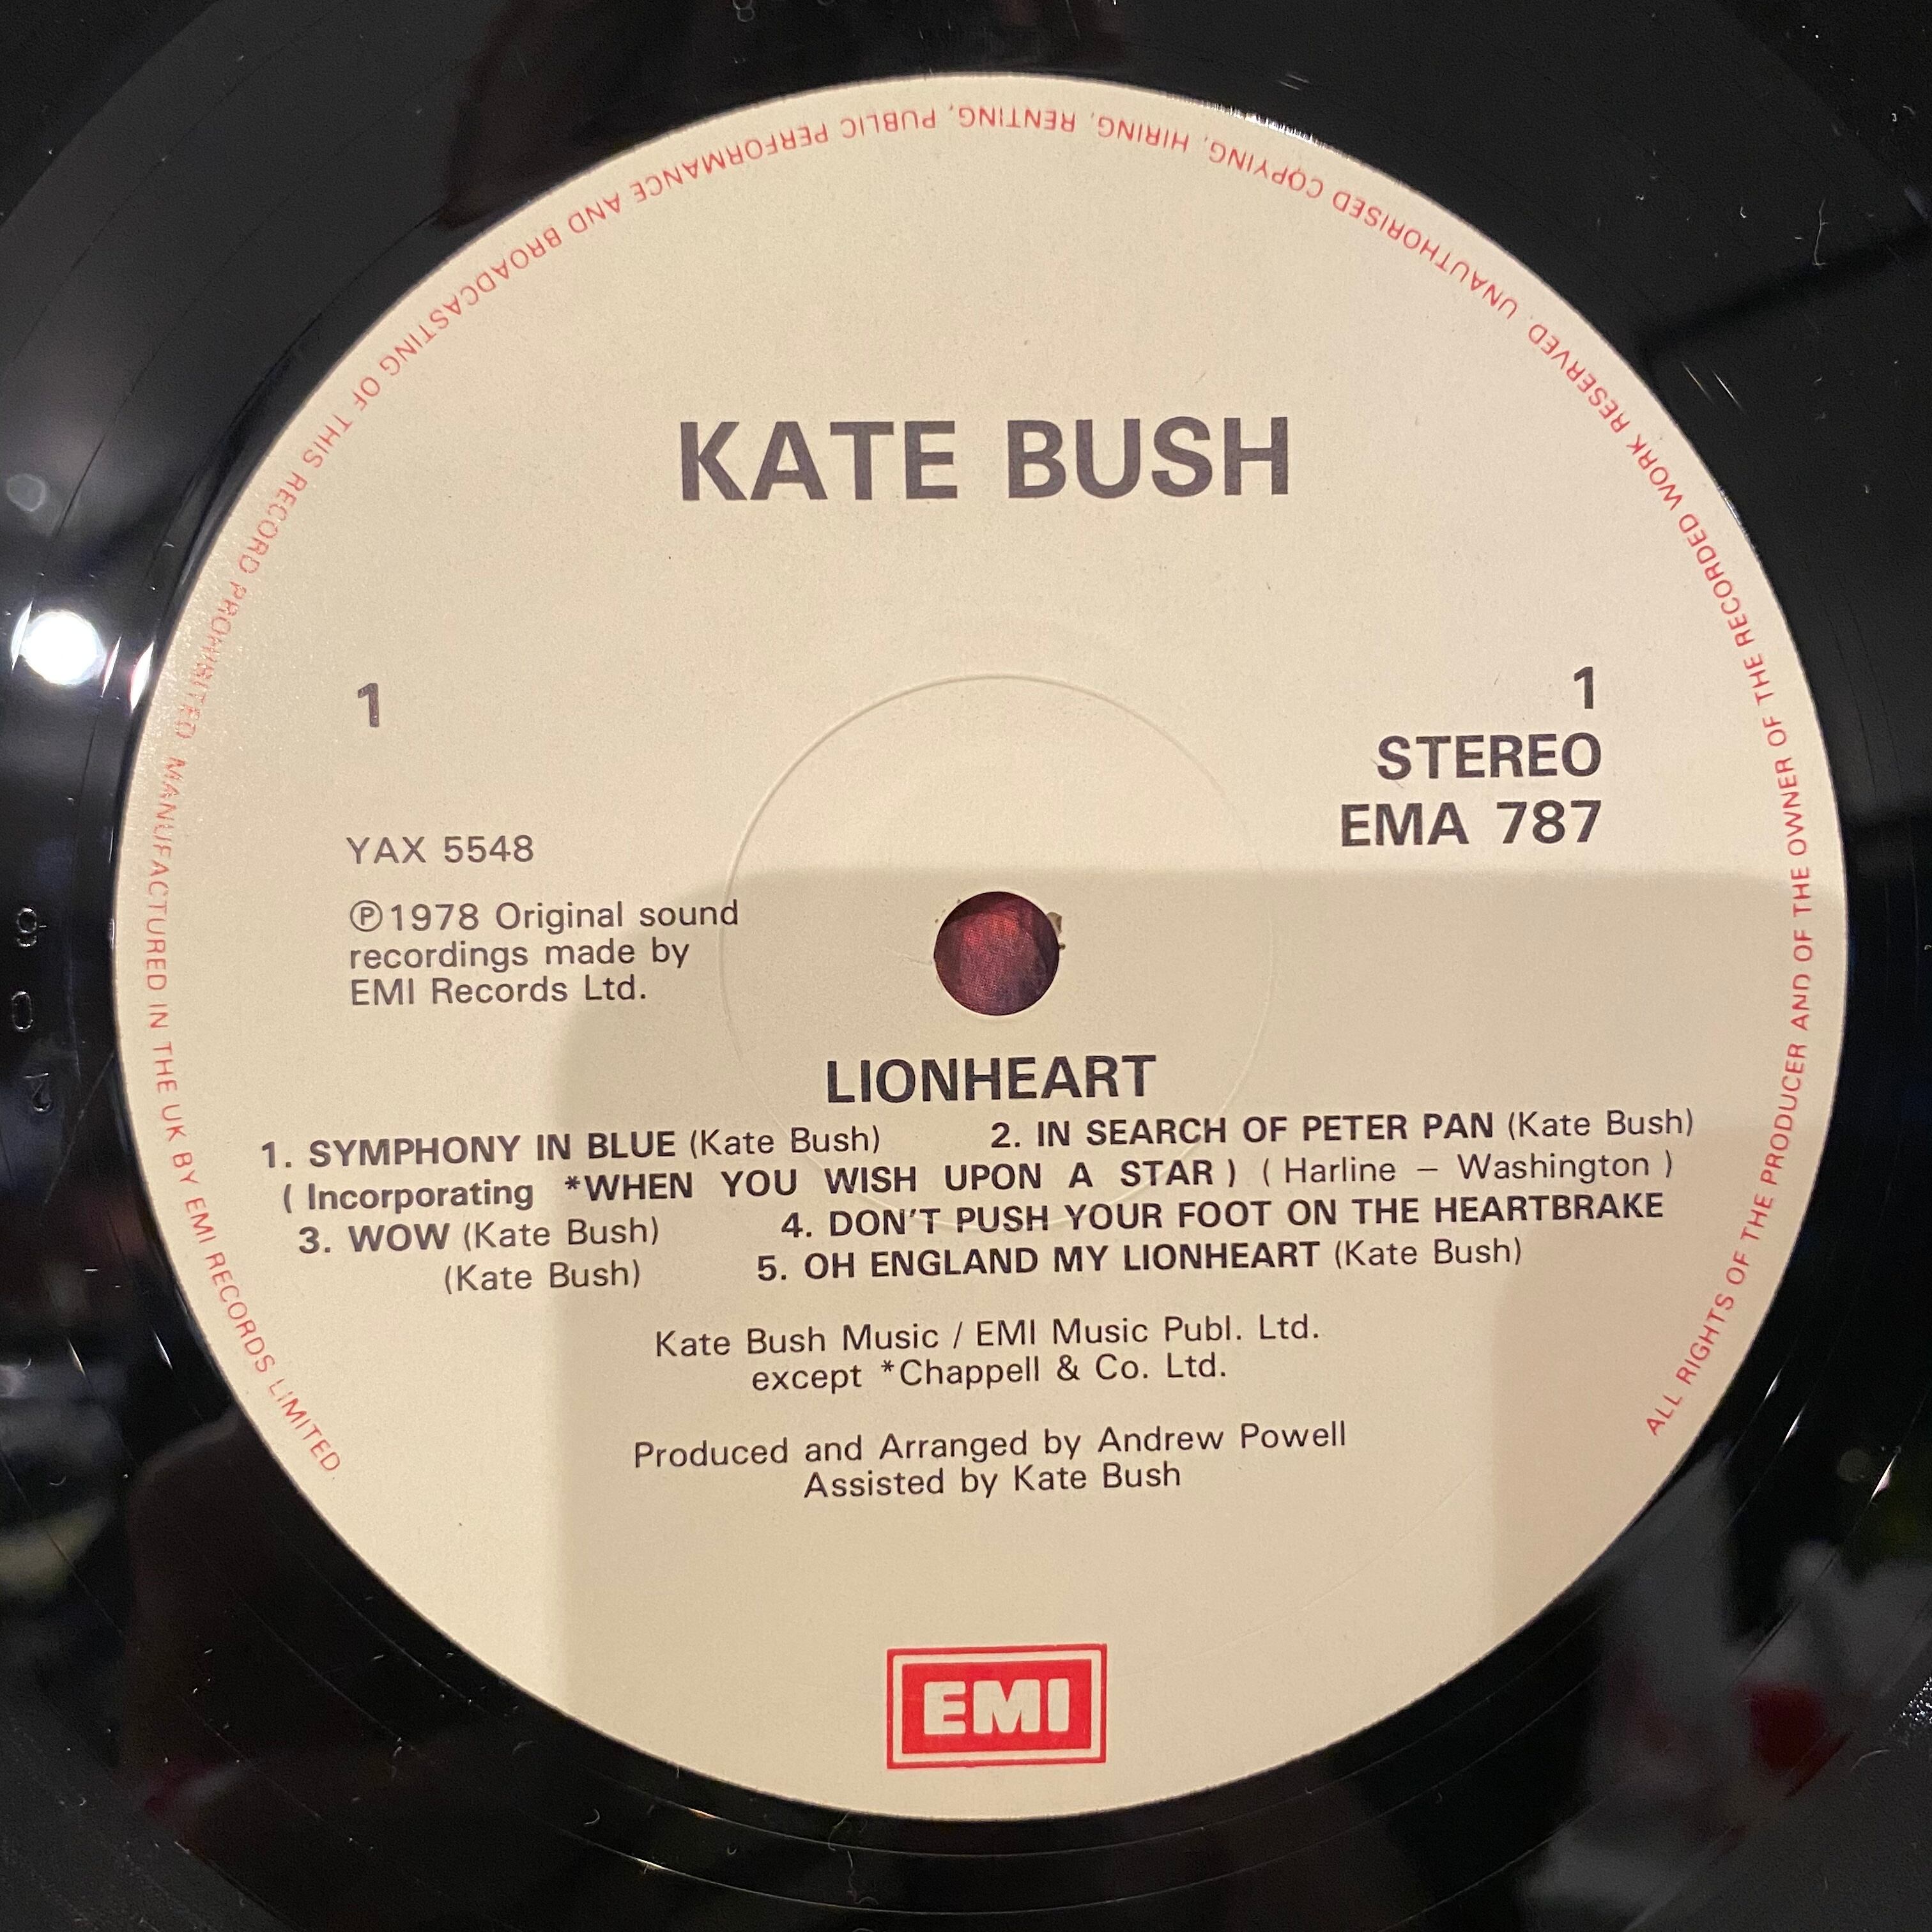 KATE BUSH
1
1
STEREO
EMA 787
YAX 5548
℗1978 Original sound
recordings made by
EMI Records Ltd.
LIONHEART
1. SYMPHONY IN BLUE (Kate Bush) 2. IN SEARCH OF PETER PAN (Kate Bush)
( Incorporating *WHEN YOU WISH UPON A STAR ) ( Harline – Washington )
3. WOW (Kate Bush) 4. DON'T PUSH YOUR FOOT ON THE HEARTBRAKE
(Kate Bush) 5. OH ENGLAND MY LIONHEART (Kate Bush)
Kate Bush Music / EMI Music Publ. Ltd.
except *Chappell & Co. Ltd.
Produced and Arranged by Andrew Powell
Assisted by Kate Bush
EMI
ALL RIGHTS OF THE PRODUCER AND OF THE OWNER OF THE RECORDED WORK RESERVED. UNAUTHORISED COPYING, HIRING, RENTING, PUBLIC PERFORMANCE AND BROADCASTING OF THIS RECORD PROHIBITED. MANUFACTURED IN THE UK BY EMI RECORDS LIMITED.